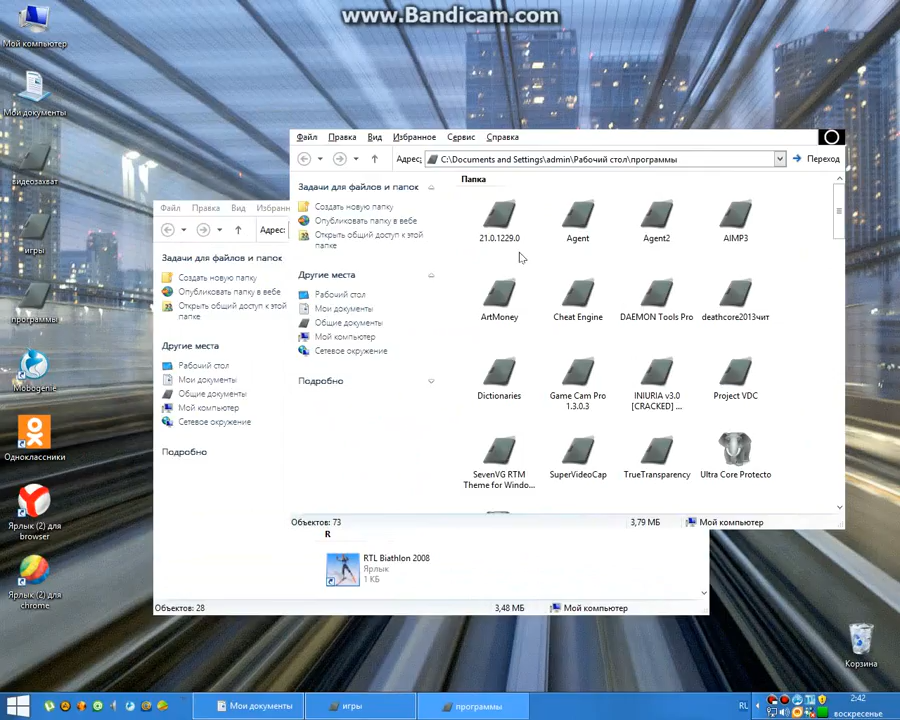 www.Bandicam.com
Мой компьютер
Мои документы
видеозахват
игры
программы
Mobogenie
Одноклассники
Ярлык (2) для
browser
Ярлык (2) для
chrome
Файл Правка Вид Избранное Сервис Справка
Адрес: C:\Documents and Settings\admin\Рабочий стол\программы Переход
Задачи для файлов и папок
Создать новую папку
Опубликовать папку в вебе
Открыть общий доступ к этой
папке
Другие места
Рабочий стол
Мои документы
Общие документы
Мой компьютер
Сетевое окружение
Подробно
Папка
21.0.1229.0
Agent
Agent2
AIMP3
ArtMoney
Cheat Engine
DAEMON Tools Pro
deathcore2013чит
Dictionaries
Game Cam Pro
1.3.0.3
INIURIA v3.0
[CRACKED] ...
Project VDC
SevenVG RTM
Theme for Windo...
SuperVideoCap
TrueTransparency
Ultra Core Protecto
Объектов: 73
3,79 МБ
Мой компьютер
Файл Правка Вид Избранн
Адрес:
Задачи для файлов и папок
Создать новую папку
Опубликовать папку в вебе
Открыть общий доступ к этой
папке
Другие места
Рабочий стол
Мои документы
Общие документы
Мой компьютер
Сетевое окружение
Подробно
R
RTL Biathlon 2008
Ярлык
1 КБ
Объектов: 28
3,48 МБ
Мой компьютер
Корзина
Мои документы
игры
программы
RL
2:42
воскресенье